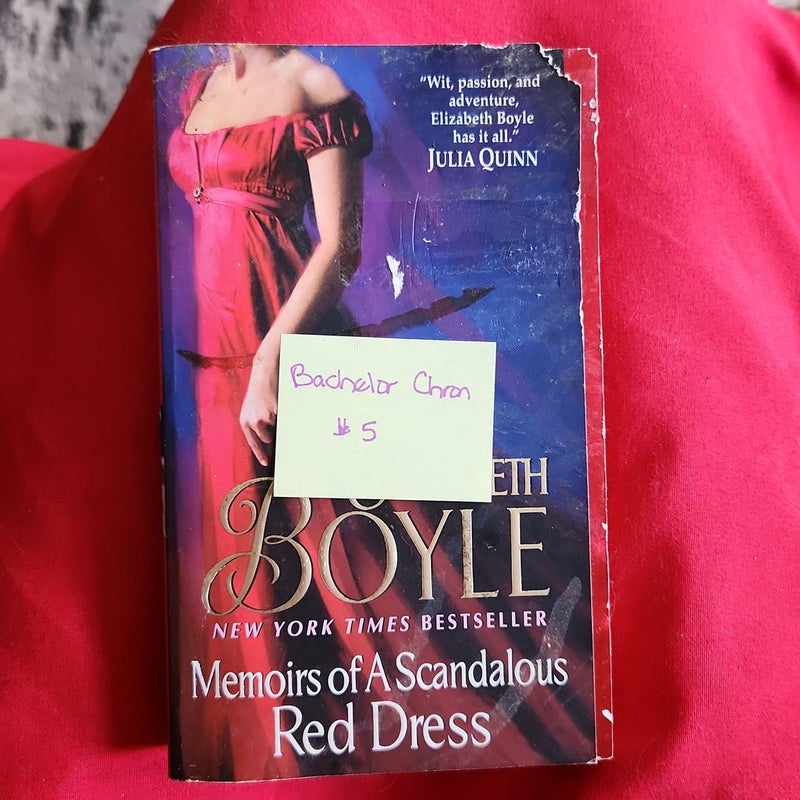 “Wit, passion, and
adventure,
Elizabeth Boyle
has it all.”
JULIA QUINN
Bachelor Chron
# 5
ETH
BOYLE
NEW YORK TIMES BESTSELLER
Memoirs of A Scandalous
Red Dress